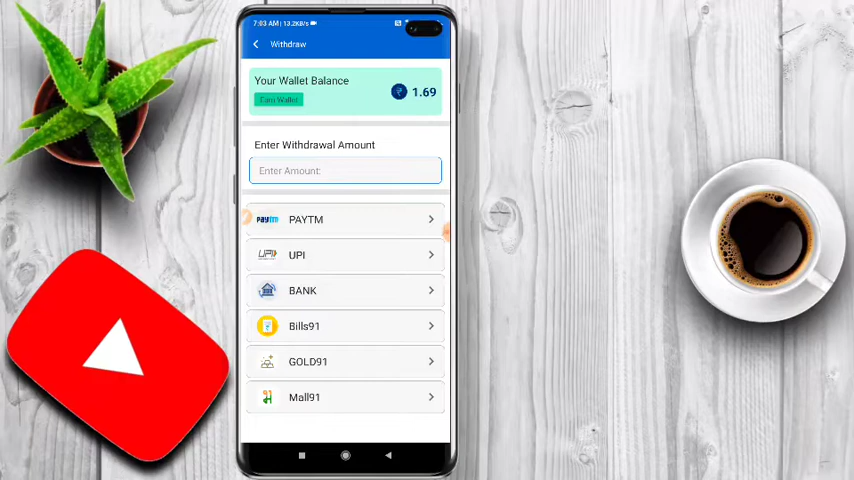 7:03 AM | 13.2KB/s
Withdraw
Your Wallet Balance
Earn Wallet
₹ 1.69
Enter Withdrawal Amount
Enter Amount:
Paytm PAYTM
UPI UPI
BANK
Bills91
GOLD91
Mall91